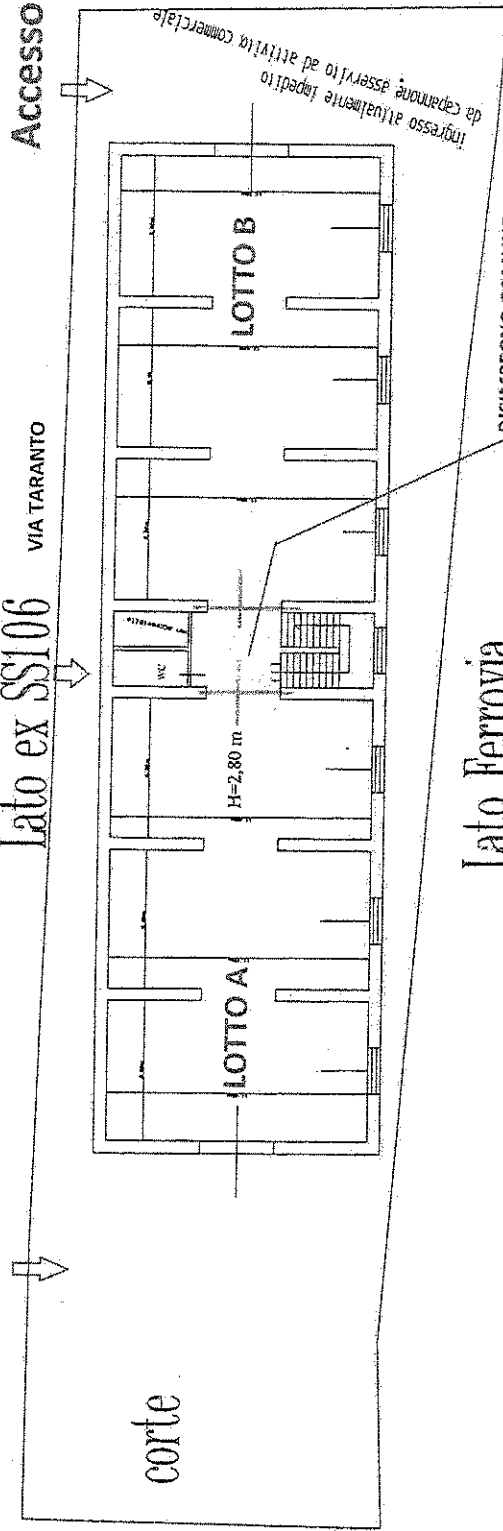 Accesso
Lato ex SS106
VIA TARANTO
ingresso attualmente impedito
da capannone asservito ad attività commerciale
LOTTO A
LOTTO B
wc
H=2,80 m
corte
Lato Ferrovia